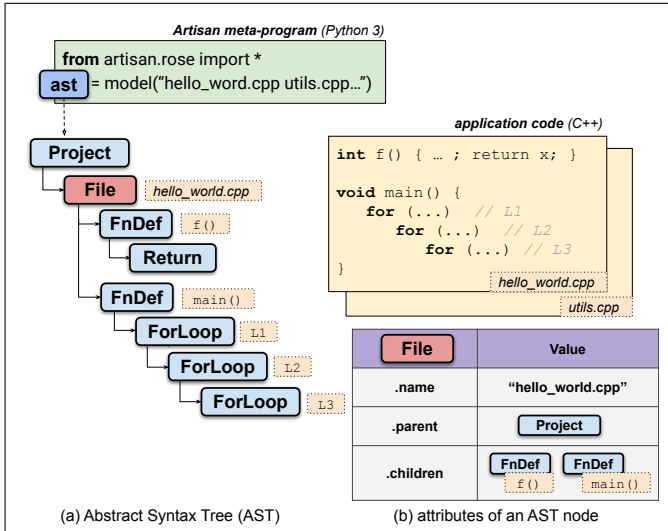 Artisan meta-program (Python 3)
from artisan.rose import *
ast = model(“hello_word.cpp utils.cpp…”)
Project
File hello_world.cpp
FnDef f()
Return
FnDef main()
ForLoop L1
ForLoop L2
ForLoop L3
(a) Abstract Syntax Tree (AST)
application code (C++)
int f() { … ; return x; }
void main() {
for (...) // L1
for (...) // L2
for (...) // L3
}
hello_world.cpp
utils.cpp
File Value
.name “hello_world.cpp”
.parent Project
.children FnDef f() FnDef main()
(b) attributes of an AST node